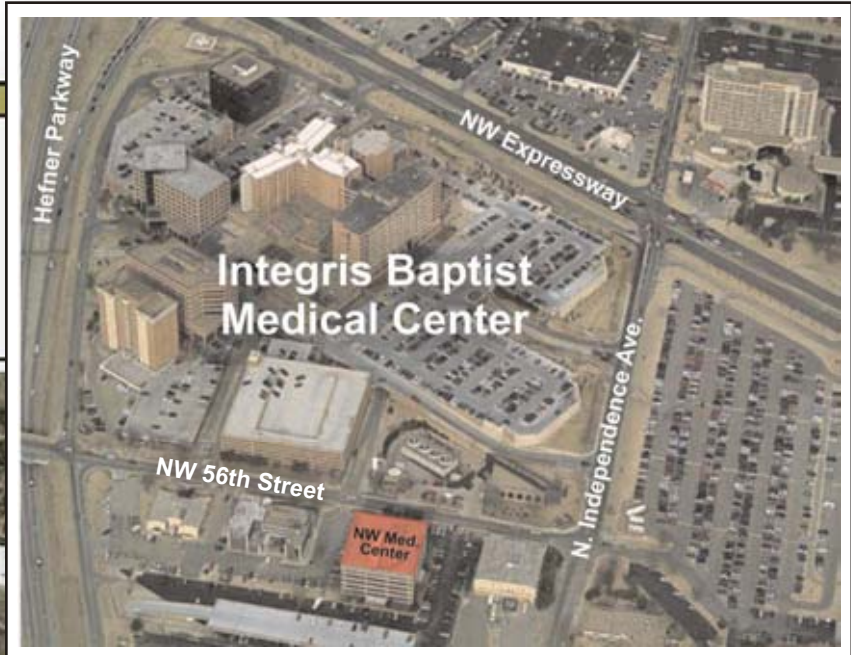 Hefner Parkway
NW Expressway
Integris Baptist
Medical Center
N. Independence Ave.
NW 56th Street
NW Med.
Center